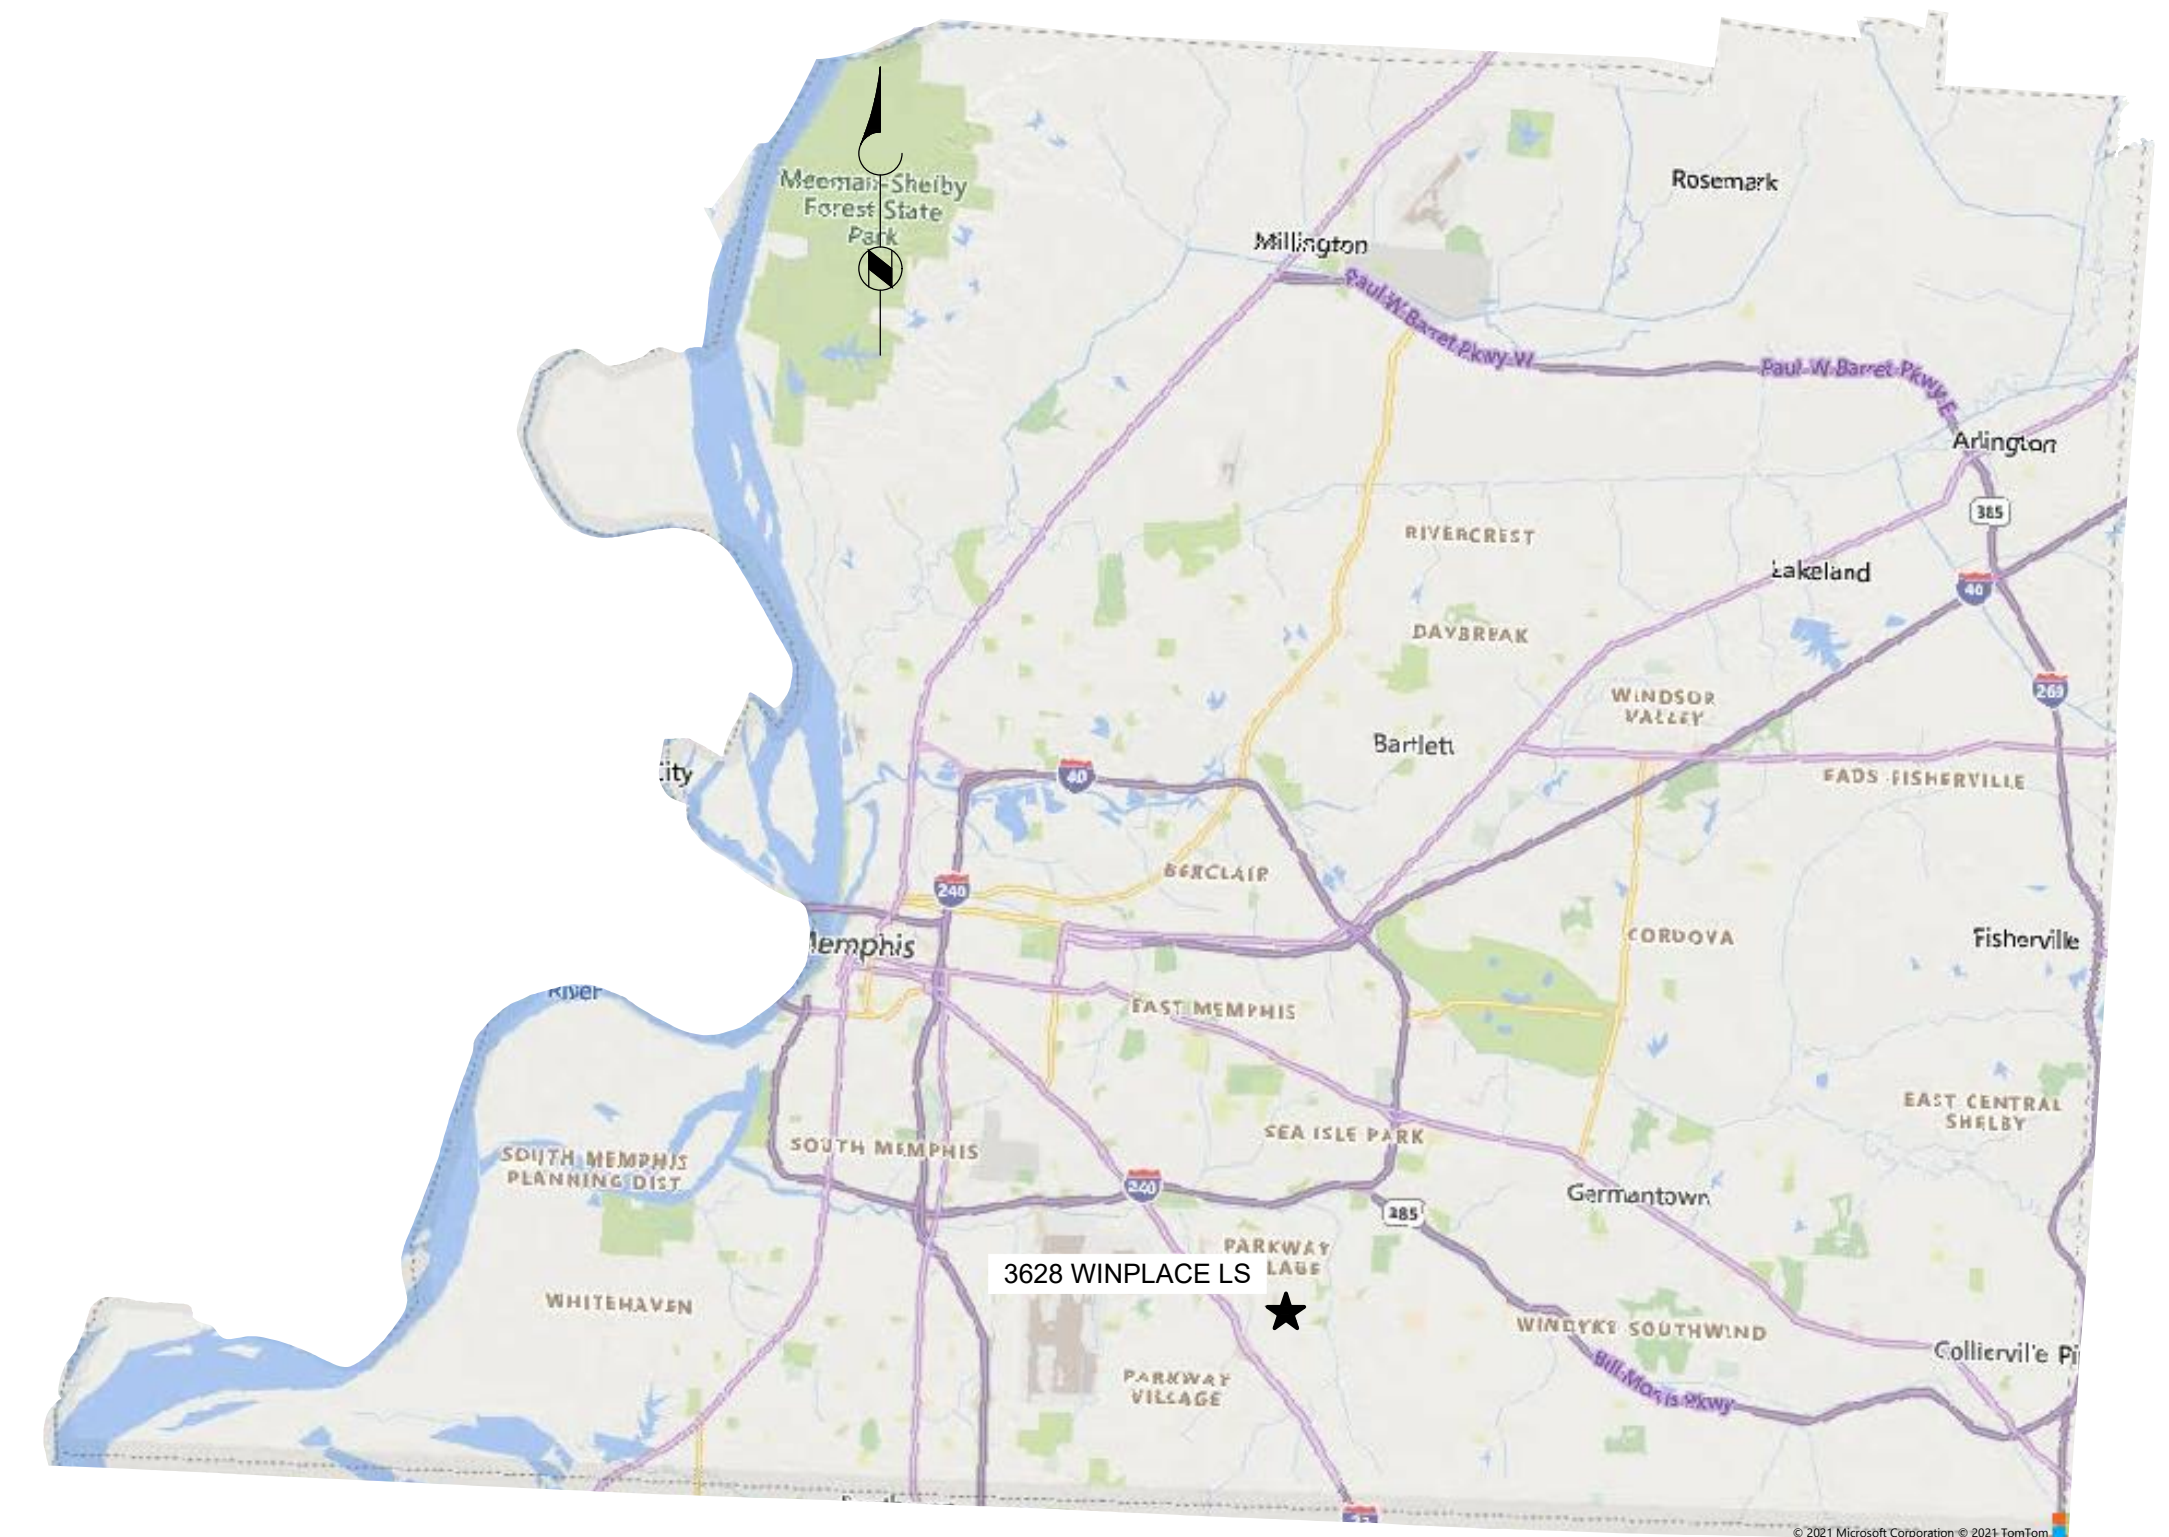 Meeman-Shelby
Forest State
Park
Rosemark
Millington
Paul W Barret Pkwy W
Paul W Barret Pkwy E
Arlington
385
RIVERCREST
Lakeland
40
DAYBREAK
269
WINDSOR
VALLEY
Bartlett
40
EADS FISHERVILLE
BERCLAIR
240
CORDOVA
Fisherville
Memphis
River
EAST MEMPHIS
EAST CENTRAL
SHELBY
SEA ISLE PARK
SOUTH MEMPHIS
SOUTH MEMPHIS
PLANNING DIST
240
Germantown
385
PARKWAY
3628 WINPLACE LS
WHITEHAVEN
WINDYKE SOUTHWIND
Collierville
Bill Morris Pkwy
PARKWAY
VILLAGE
© 2021 Microsoft Corporation © 2021 TomTom